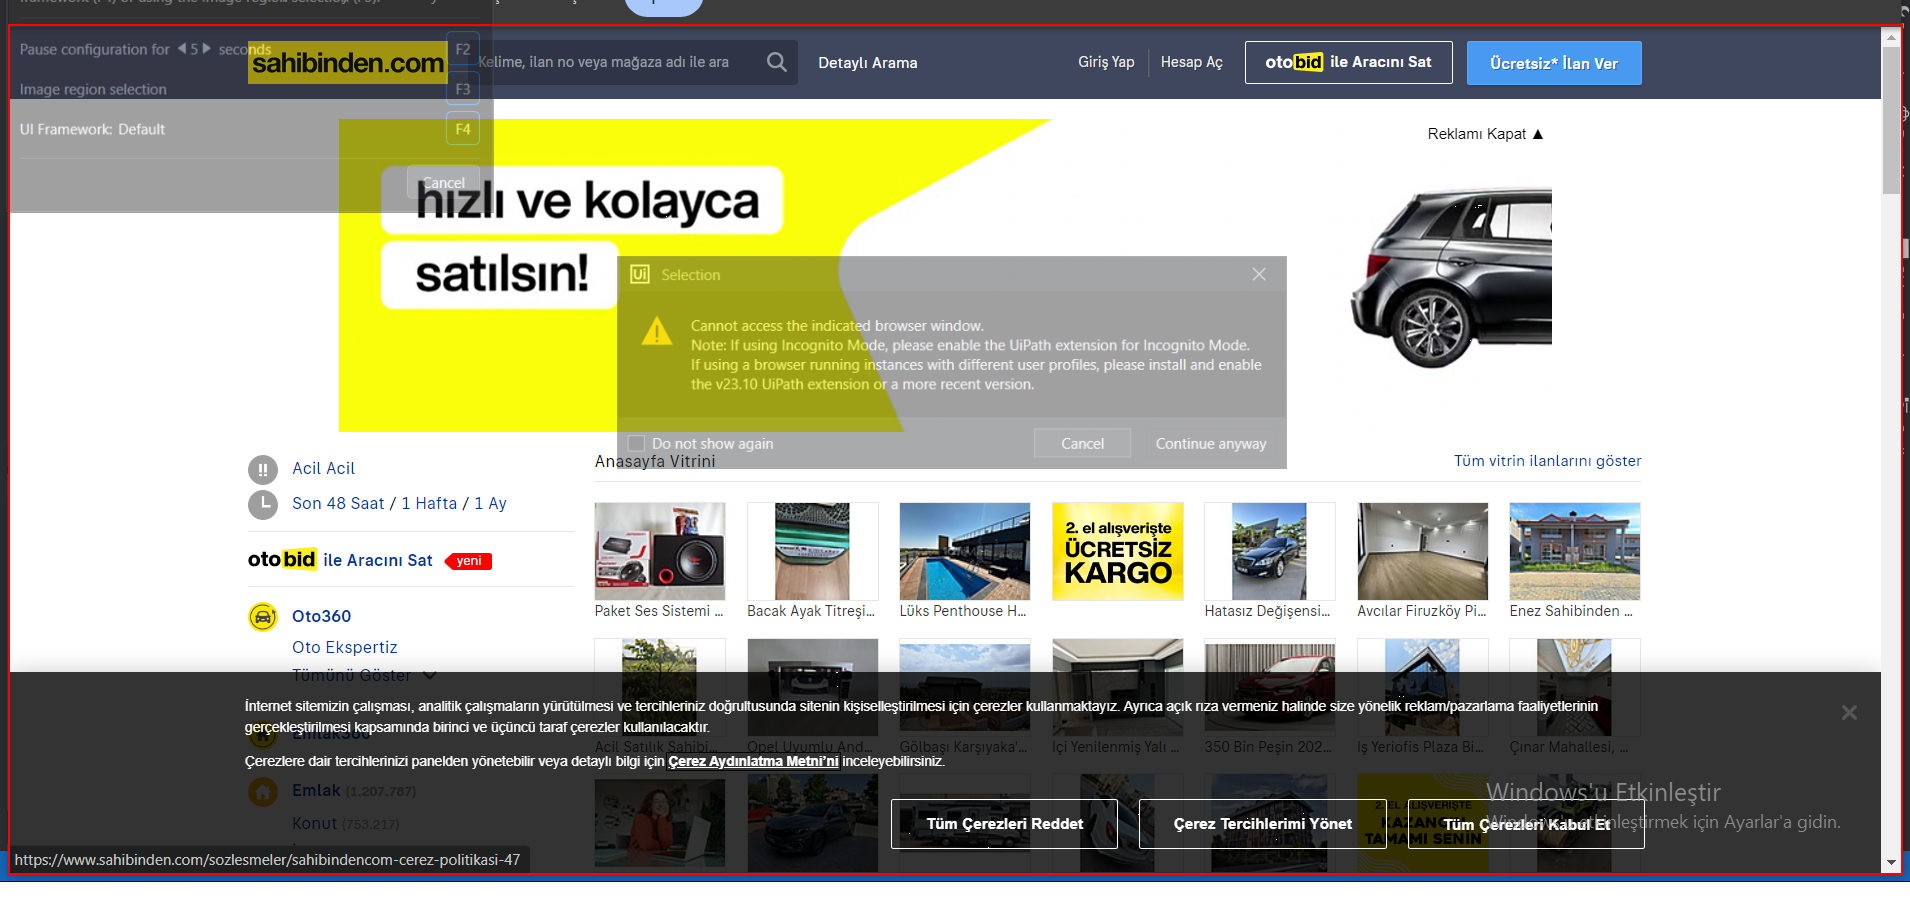 Pause configuration for 5 seconds
F2
Image region selection
F3
UI Framework: Default
F4
Cancel
sahibinden.com
Kelime, ilan no veya mağaza adı ile ara
Detaylı Arama
Giriş Yap
Hesap Aç
otobid ile Aracını Sat
Ücretsiz* İlan Ver
Reklamı Kapat ▲
hızlı ve kolayca
satılsın!
Ui Selection
Cannot access the indicated browser window.
Note: If using Incognito Mode, please enable the UiPath extension for Incognito Mode.
If using a browser running instances with different user profiles, please install and enable
the v23.10 UiPath extension or a more recent version.
Do not show again
Cancel
Continue anyway
Acil Acil
Son 48 Saat / 1 Hafta / 1 Ay
otobid ile Aracını Sat yeni
Oto360
Oto Ekspertiz
Tümünü Göster
Emlak360
Emlak (1.207.787)
Konut (753.217)
Anasayfa Vitrini
Tüm vitrin ilanlarını göster
2. el alışverişte
ÜCRETSİZ
KARGO
Paket Ses Sistemi ...
Bacak Ayak Titreşi...
Lüks Penthouse H...
Hatasız Değişensi...
Avcılar Firuzköy Pi...
Enez Sahibinden ...
Acil Satılık Sahibi...
Opel Uyumlu And...
Gölbaşı Karşıyaka'...
İçi Yenilenmiş Yalı ...
350 Bin Peşin 202...
İş Yeriofis Plaza Bi...
Çınar Mahallesi, ...
2. EL ALIŞVERİŞTE
KAZANCIN
TAMAMI SENİN
İnternet sitemizin çalışması, analitik çalışmaların yürütülmesi ve tercihleriniz doğrultusunda sitenin kişiselleştirilmesi için çerezler kullanmaktayız. Ayrıca açık rıza vermeniz halinde size yönelik reklam/pazarlama faaliyetlerinin
gerçekleştirilmesi kapsamında birinci ve üçüncü taraf çerezler kullanılacaktır.
Çerezlere dair tercihlerinizi panelden yönetebilir veya detaylı bilgi için Çerez Aydınlatma Metni'ni inceleyebilirsiniz.
Tüm Çerezleri Reddet
Çerez Tercihlerimi Yönet
Tüm Çerezleri Kabul Et
Windows'u Etkinleştir
Windows'u etkinleştirmek için Ayarlar'a gidin.
https://www.sahibinden.com/sozlesmeler/sahibindencom-cerez-politikasi-47